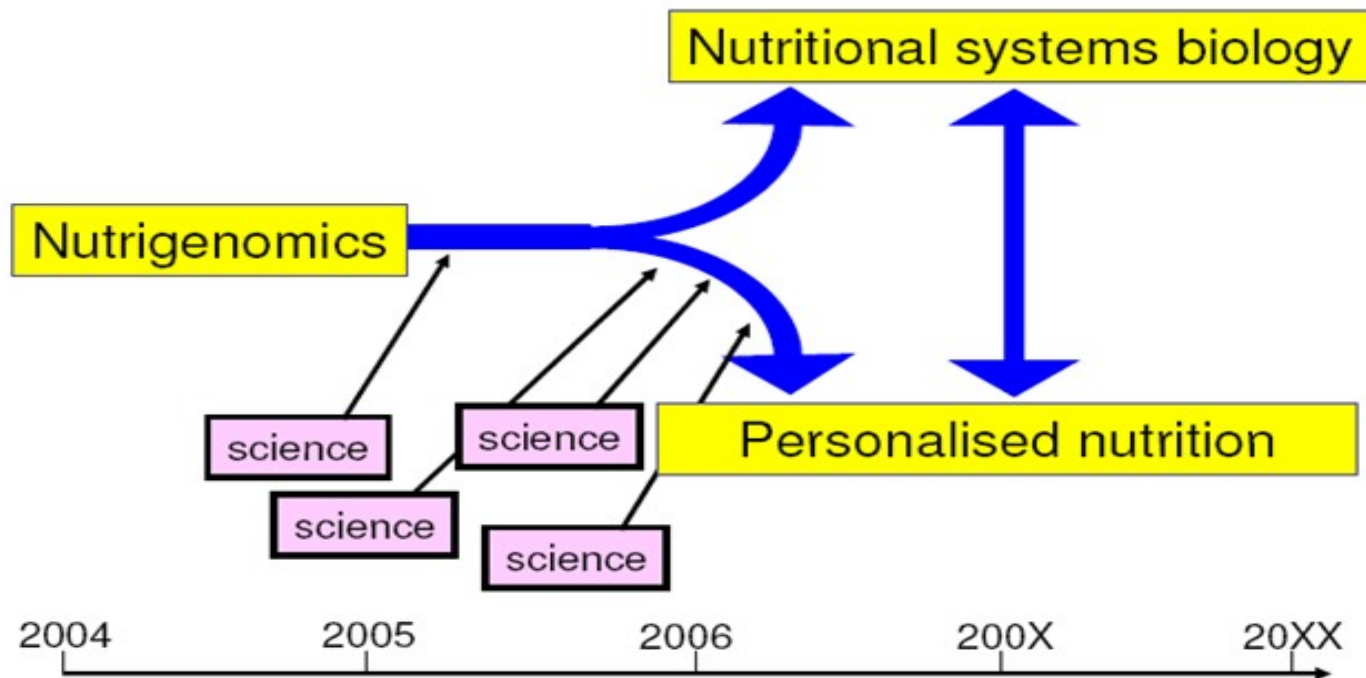 Nutritional systems biology
Nutrigenomics
science
science
Personalised nutrition
science
science
2004 2005 2006 200X 20XX